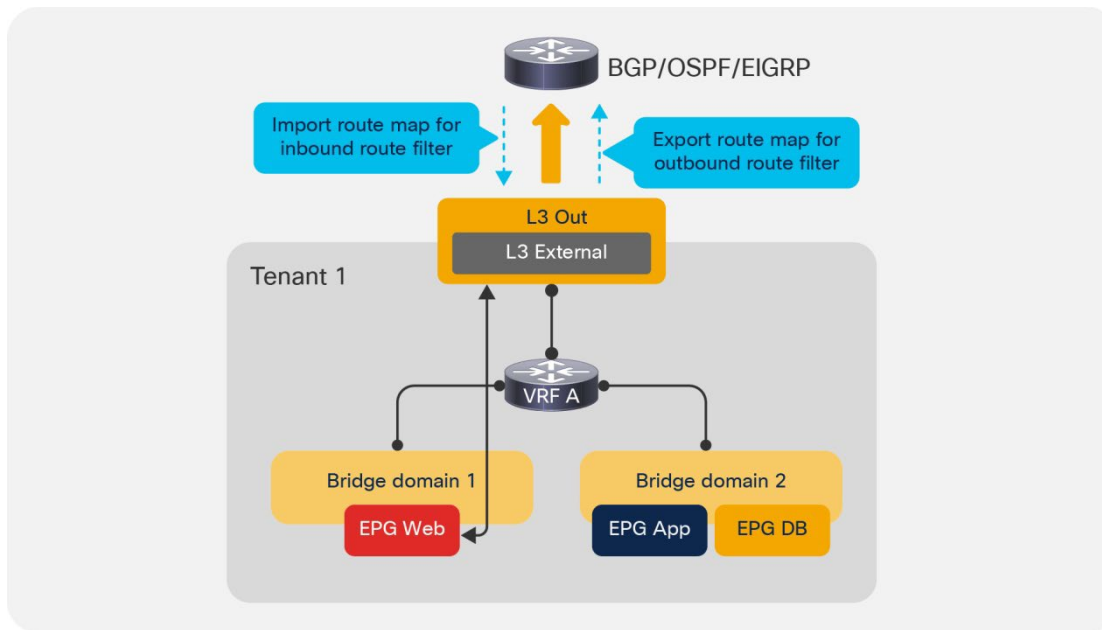 BGP/OSPF/EIGRP
Import route map for
inbound route filter
Export route map for
outbound route filter
L3 Out
L3 External
Tenant 1
VRF A
Bridge domain 1
Bridge domain 2
EPG Web
EPG App
EPG DB